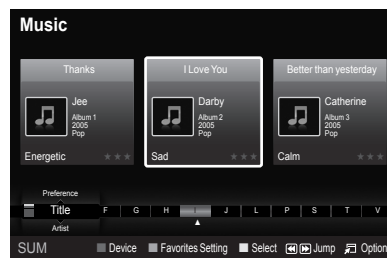 Music
Thanks
Jee
Album 1
2005
Pop
Energetic
I Love You
Darby
Album 2
2005
Pop
Sad
Better than yesterday
Catherine
Album 3
2005
Pop
Calm
Preference
Title F G H I J L P S T V
Artist
SUM Device Favorites Setting Select Jump Option